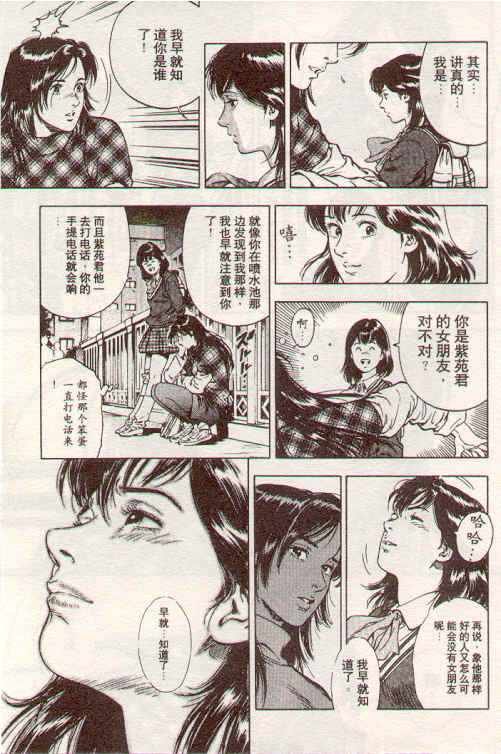 其实…
讲真的…
我是…
我早就知
道你是谁
了！
嘻…
你是紫苑君
的女朋友，
对不对？
啊…
就像你在喷水池那
边发现到我那样，
我也早就注意到你
了！
而且紫苑君他一
去打电话，你的
手提电话就会响
！
都怪那个笨蛋
一直打电话来
！
哈
哈…
再说，象他那样
好的人又怎么可
能会没有女朋友
呢…
我早就知
道了。
早就…知道了…